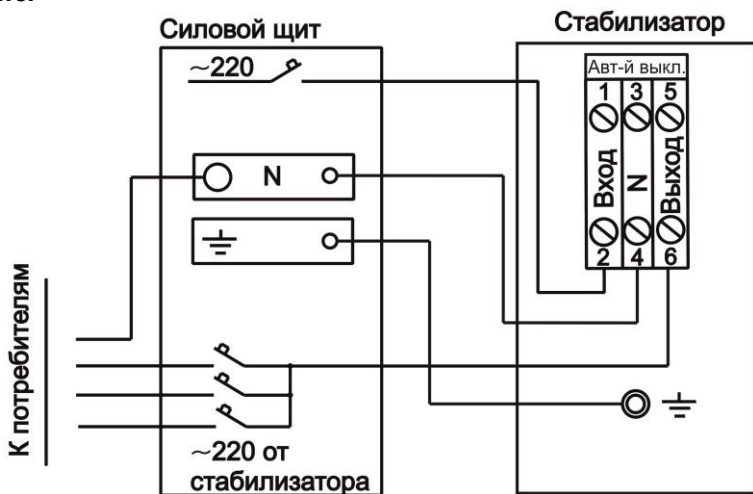 Силовой щит
Стабилизатор
~220
Авт-й выкл.
1 3 5
Вход
N
Выход
2 4 6
N
К потребителям
~220 от
стабилизатора